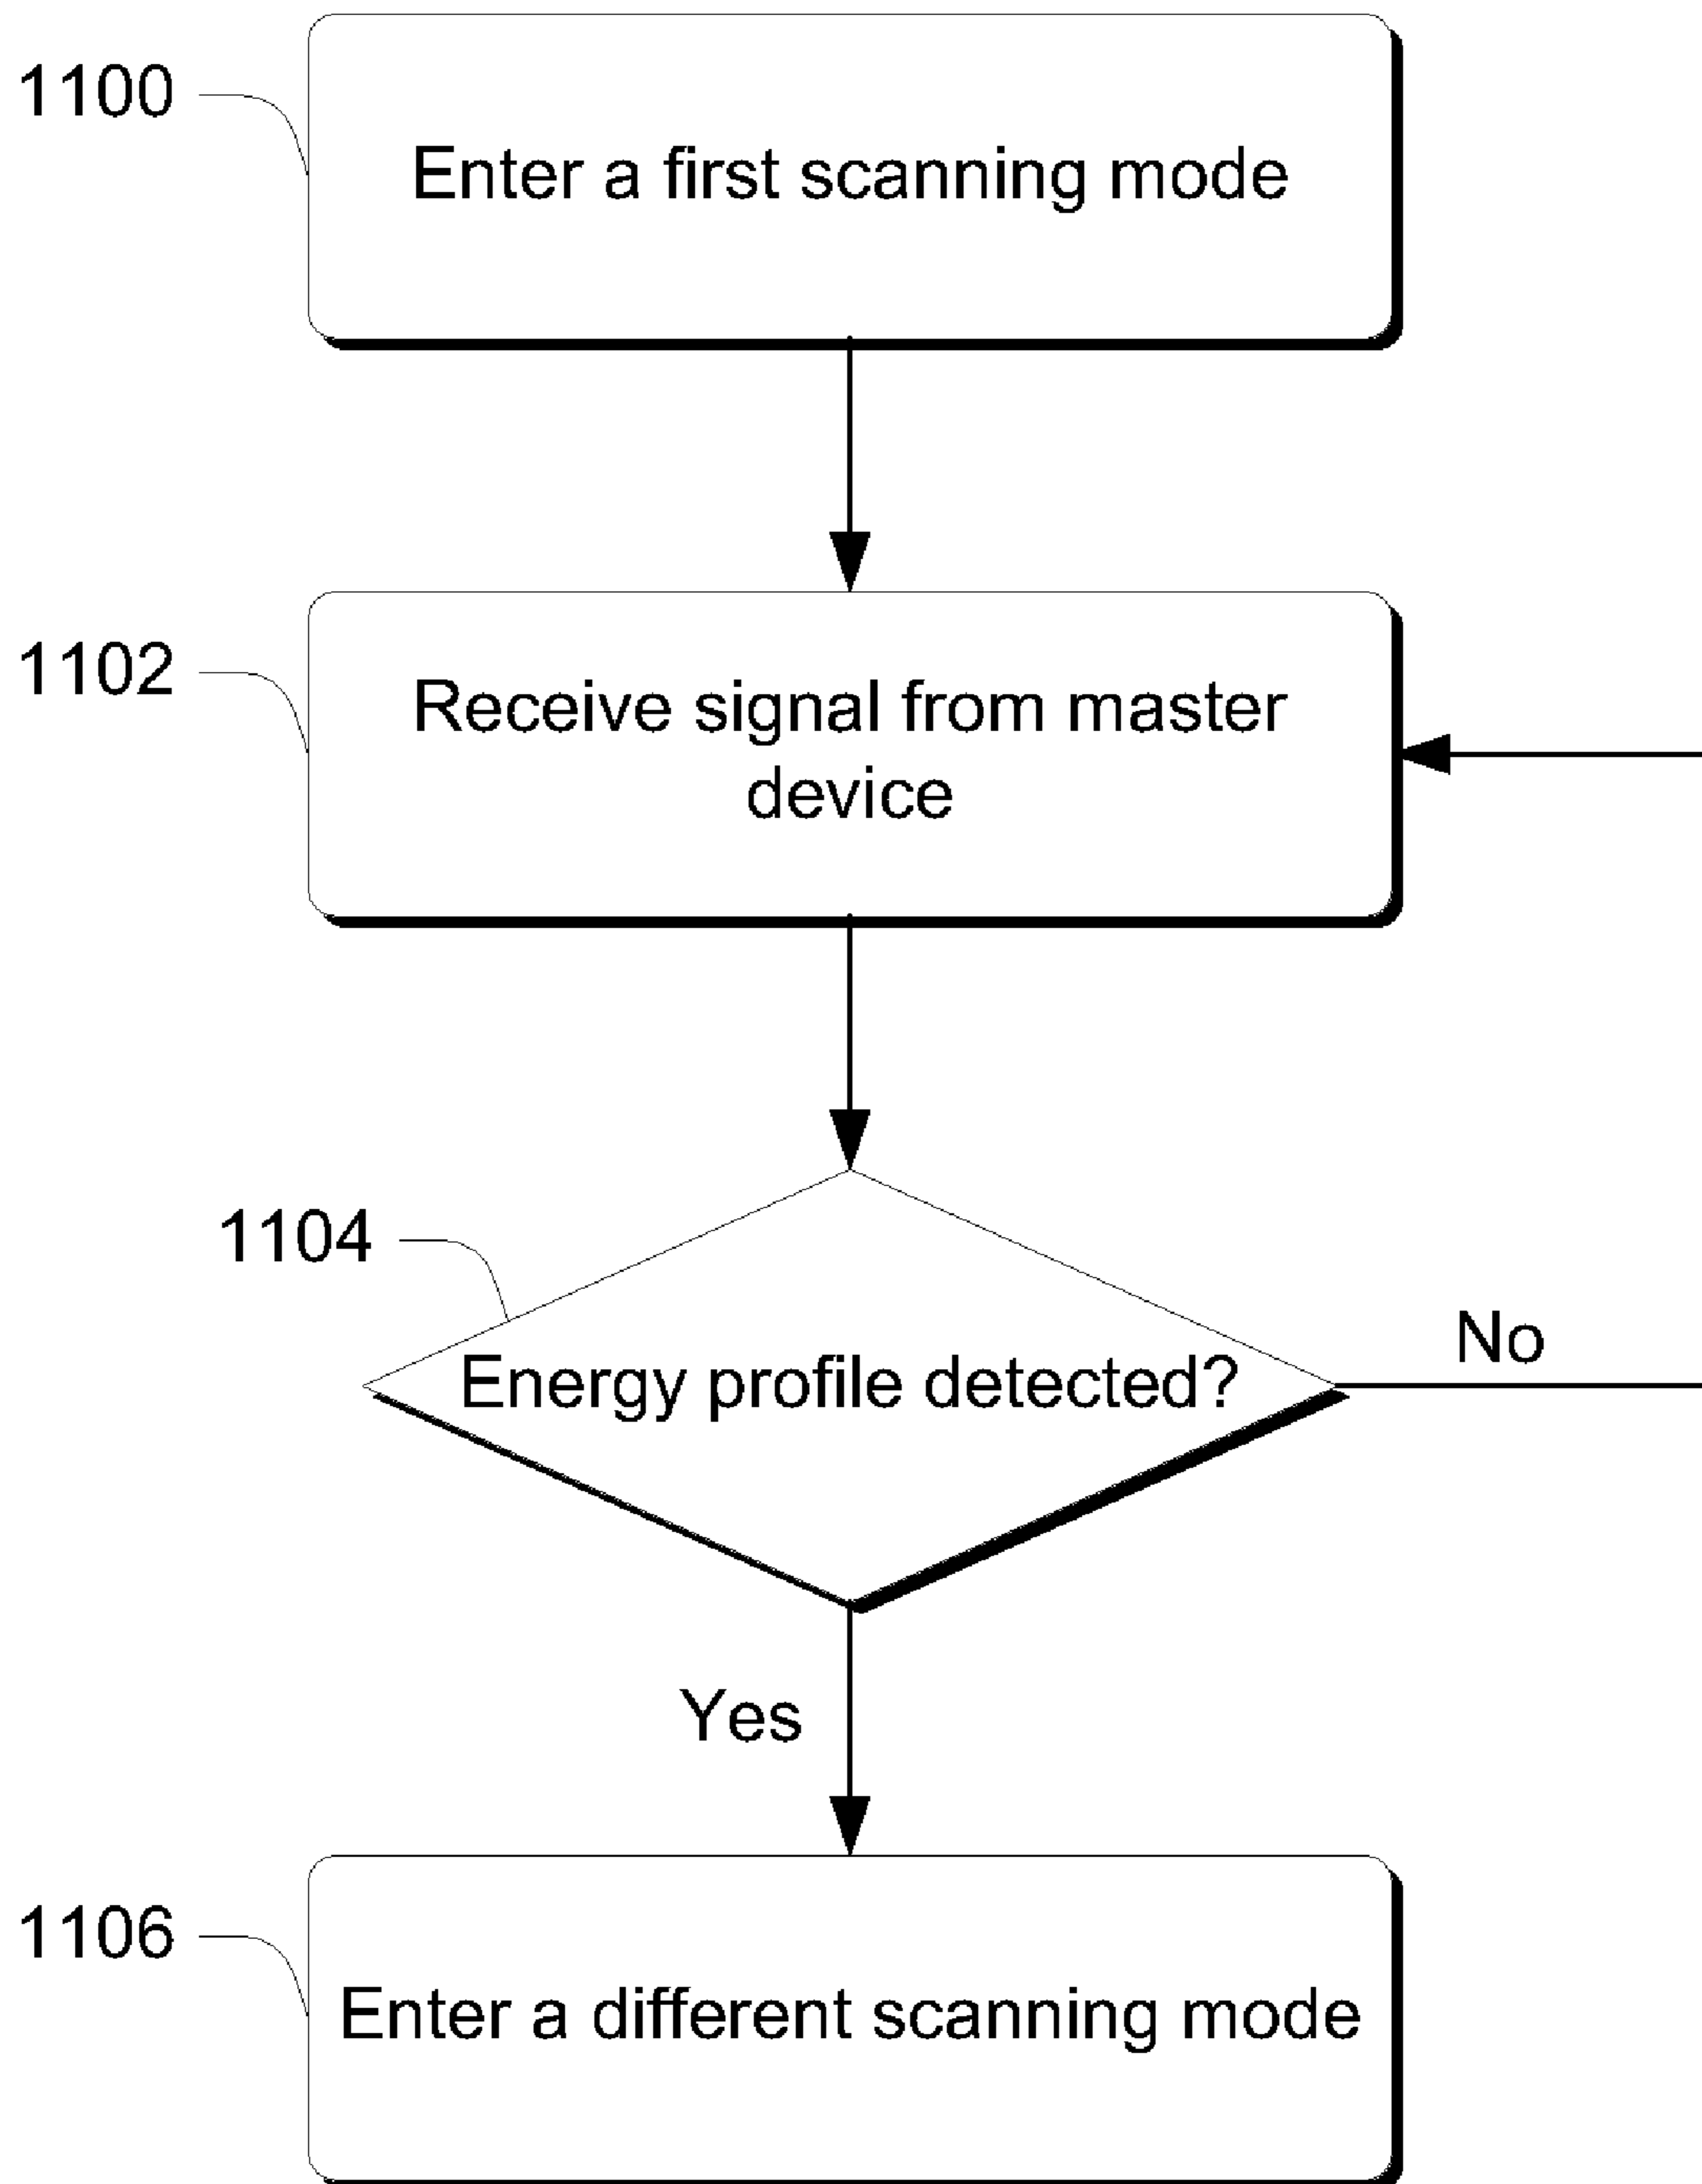 1100
Enter a first scanning mode
1102
Receive signal from master
device
1104
Energy profile detected?
No
Yes
1106
Enter a different scanning mode